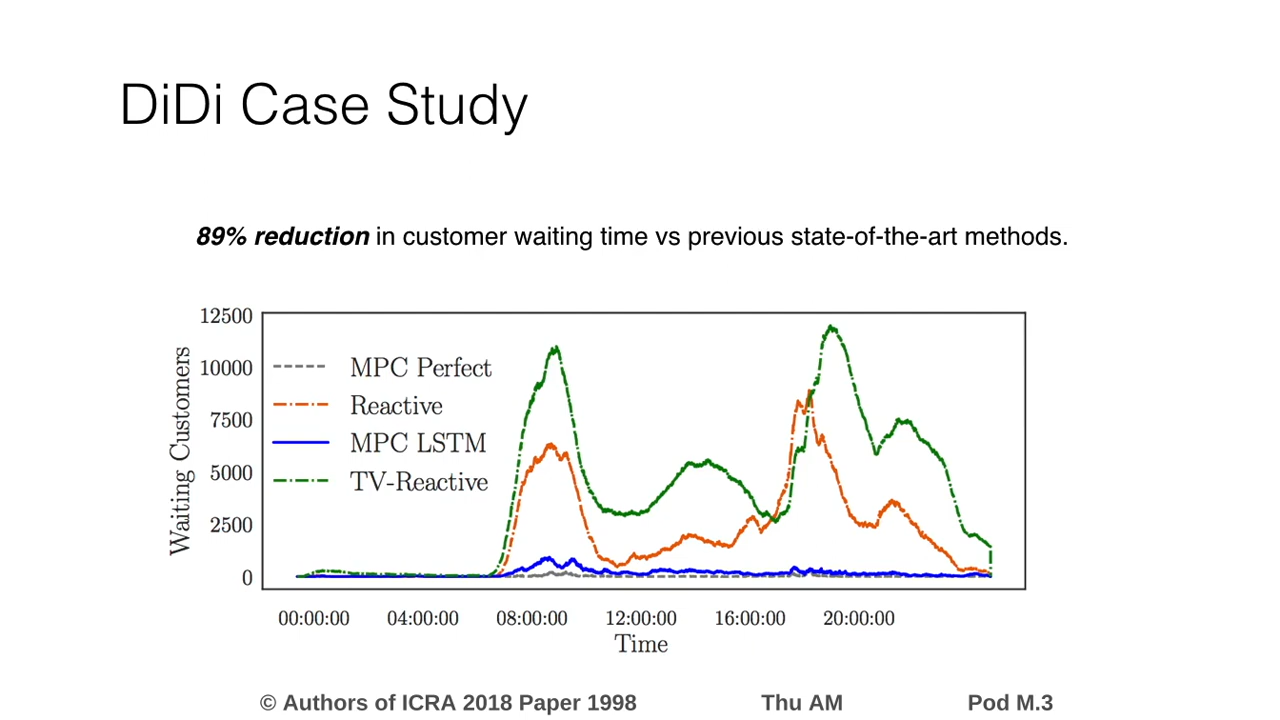 DiDi Case Study
89% reduction in customer waiting time vs previous state-of-the-art methods.
12500
10000
7500
5000
2500
0
Waiting Customers
MPC Perfect
Reactive
MPC LSTM
TV-Reactive
00:00:00 04:00:00 08:00:00 12:00:00 16:00:00 20:00:00
Time
© Authors of ICRA 2018 Paper 1998 Thu AM Pod M.3